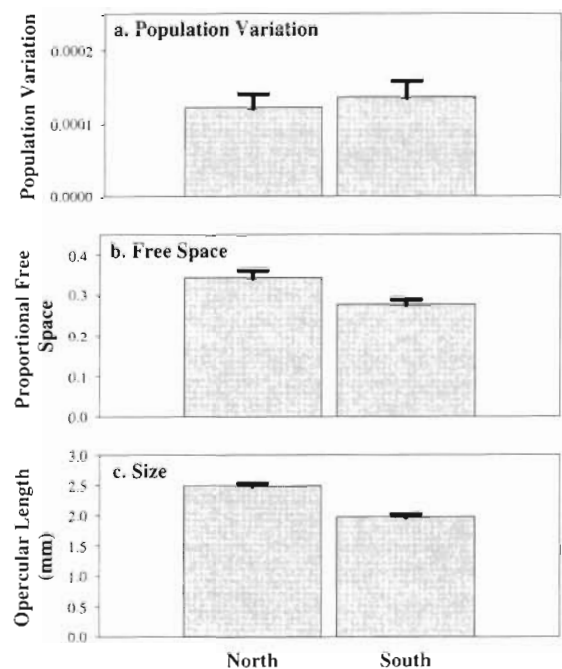 a. Population Variation
Population Variation
0.0002
0.0001
0.0000
b. Free Space
Proportional Free
Space
0.4
0.3
0.2
0.1
0.0
c. Size
Opercular Length
(mm)
3.0
2.5
2.0
1.5
1.0
0.5
0.0
North South